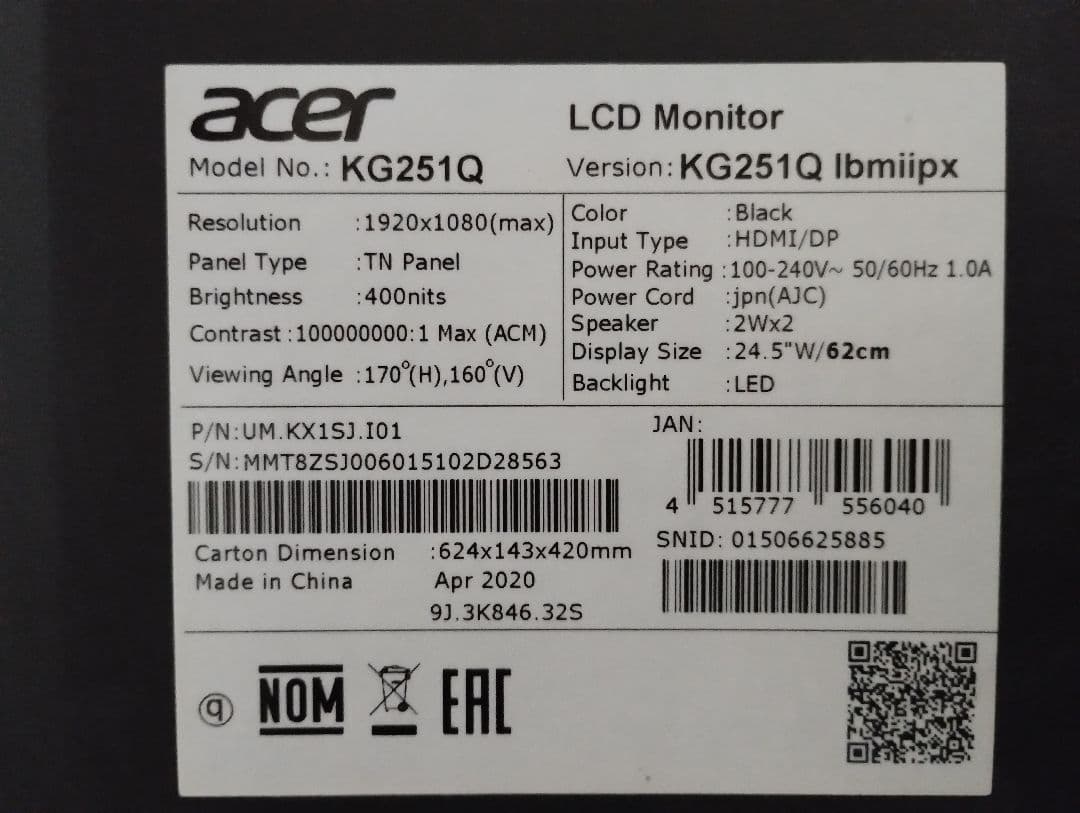 acer
LCD Monitor
Model No.: KG251Q
Version: KG251Q Ibmiipx
Resolution :1920x1080(max)
Panel Type :TN Panel
Brightness :400nits
Contrast :100000000:1 Max (ACM)
Viewing Angle :170°(H),160°(V)
Color :Black
Input Type :HDMI/DP
Power Rating :100-240V~ 50/60Hz 1.0A
Power Cord :jpn(AJC)
Speaker :2Wx2
Display Size :24.5"W/62cm
Backlight :LED
P/N:UM.KX1SJ.I01
S/N:MMT8ZSJ006015102D28563
Carton Dimension :624x143x420mm
Made in China Apr 2020
9J.3K846.32S
JAN:
4 515777 556040
SNID: 01506625885
q NOM EAC